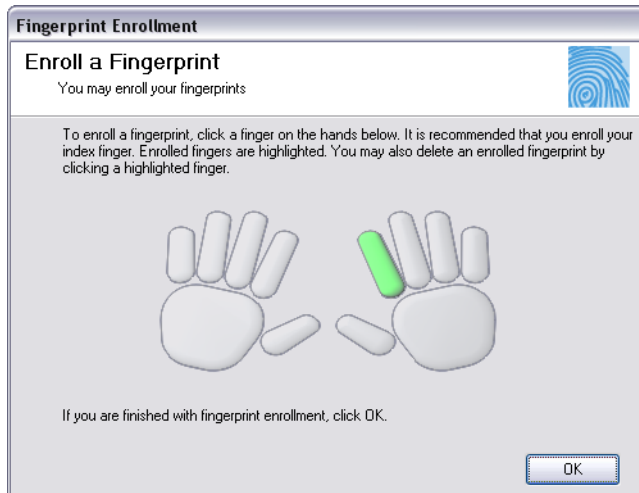 Fingerprint Enrollment
Enroll a Fingerprint
You may enroll your fingerprints
To enroll a fingerprint, click a finger on the hands below. It is recommended that you enroll your
index finger. Enrolled fingers are highlighted. You may also delete an enrolled fingerprint by
clicking a highlighted finger.
If you are finished with fingerprint enrollment, click OK.
OK